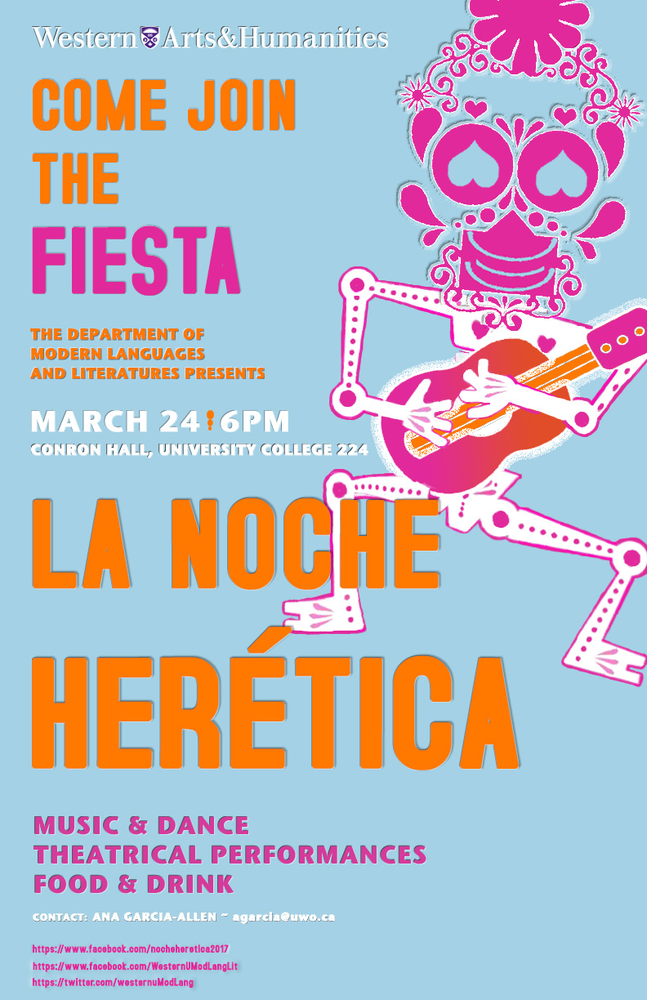 Western Arts&Humanities
COME JOIN
THE
FIESTA
THE DEPARTMENT OF
MODERN LANGUAGES
AND LITERATURES PRESENTS
MARCH 24 6PM
CONRON HALL, UNIVERSITY COLLEGE 224
LA NOCHE
HERÉTICA
MUSIC & DANCE
THEATRICAL PERFORMANCES
FOOD & DRINK
CONTACT: ANA GARCIA-ALLEN ~ agarcia@uwo.ca
https://www.facebook.com/nocheheretica2017
https://www.facebook.com/WesternUModLangLit
https://twitter.com/westernuModLang